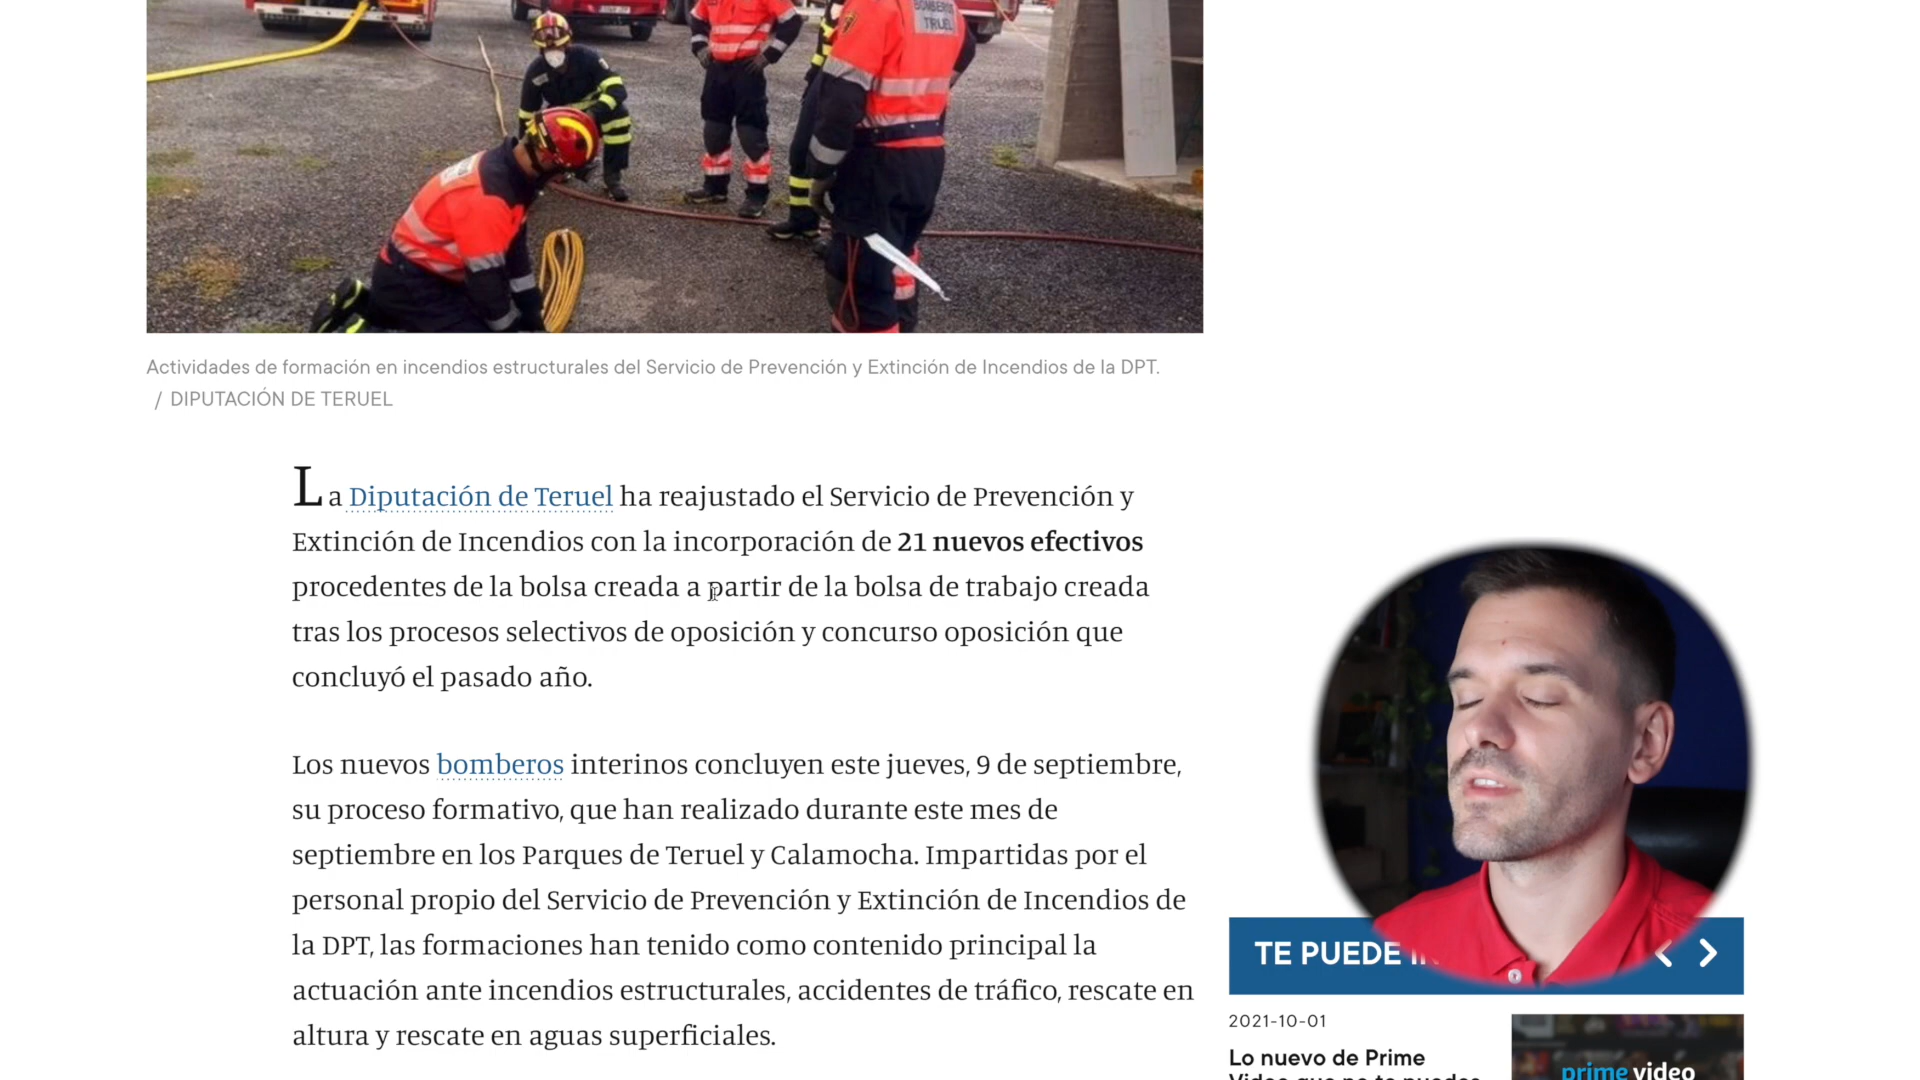 BOMBEROS
TRUEL
Actividades de formación en incendios estructurales del Servicio de Prevención y Extinción de Incendios de la DPT.
/ DIPUTACIÓN DE TERUEL
La Diputación de Teruel ha reajustado el Servicio de Prevención y
Extinción de Incendios con la incorporación de 21 nuevos efectivos
procedentes de la bolsa creada a partir de la bolsa de trabajo creada
tras los procesos selectivos de oposición y concurso oposición que
concluyó el pasado año.
Los nuevos bomberos interinos concluyen este jueves, 9 de septiembre,
su proceso formativo, que han realizado durante este mes de
septiembre en los Parques de Teruel y Calamocha. Impartidas por el
personal propio del Servicio de Prevención y Extinción de Incendios de
la DPT, las formaciones han tenido como contenido principal la
actuación ante incendios estructurales, accidentes de tráfico, rescate en
altura y rescate en aguas superficiales.
TE PUEDE
2021-10-01
Lo nuevo de Prime
Video que no te puedes
prime video